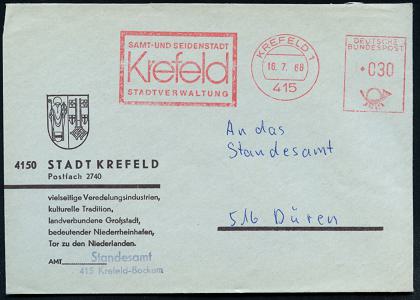 SAMT-UND SEIDENSTADT
Krefeld
STADTVERWALTUNG
KREFELD 1
16.7.68
415
DEUTSCHE
BUNDESPOST
030
An das
Standesamt
516 Düren
4150 STADT KREFELD
Postfach 2740
vielseitige Veredelungsindustrien,
kulturelle Tradition,
landverbundene Großstadt,
bedeutender Niederrheinhafen,
Tor zu den Niederlanden.
AMT
Standesamt
415 Krefeld-Bockum